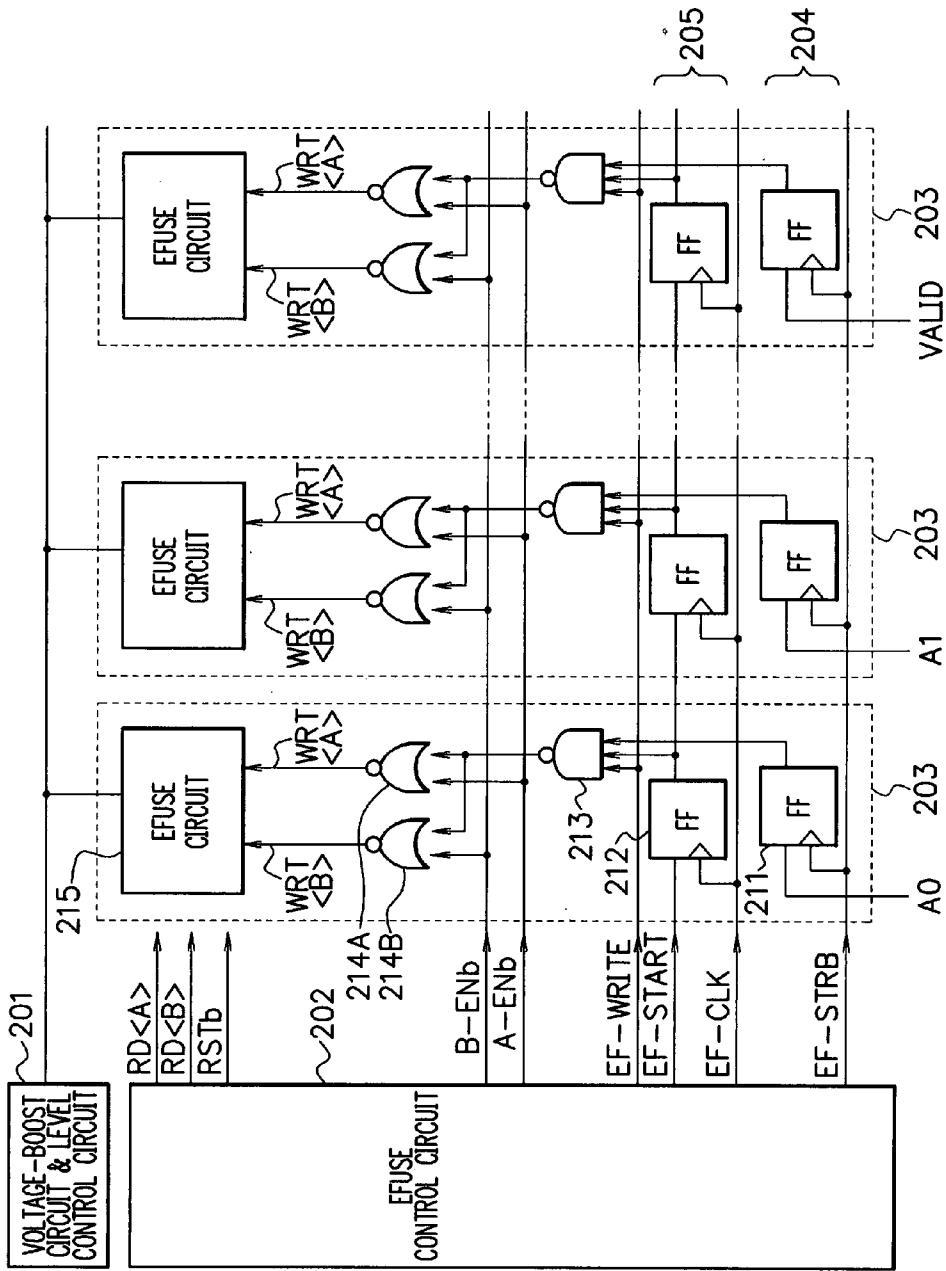 201
VOLTAGE-BOOST
CIRCUIT & LEVEL
CONTROL CIRCUIT
202
EFUSE
CONTROL CIRCUIT
RD<A>
RD<B>
RSTb
B-ENb
A-ENb
EF-WRITE
EF-START
EF-CLK
EF-STRB
215
EFUSE
CIRCUIT
WRT
<B>
WRT
<A>
214A
214B
213
212
FF
211
FF
203
A0
EFUSE
CIRCUIT
WRT
<B>
WRT
<A>
FF
FF
203
A1
EFUSE
CIRCUIT
WRT
<B>
WRT
<A>
FF
FF
203
VALID
205
204